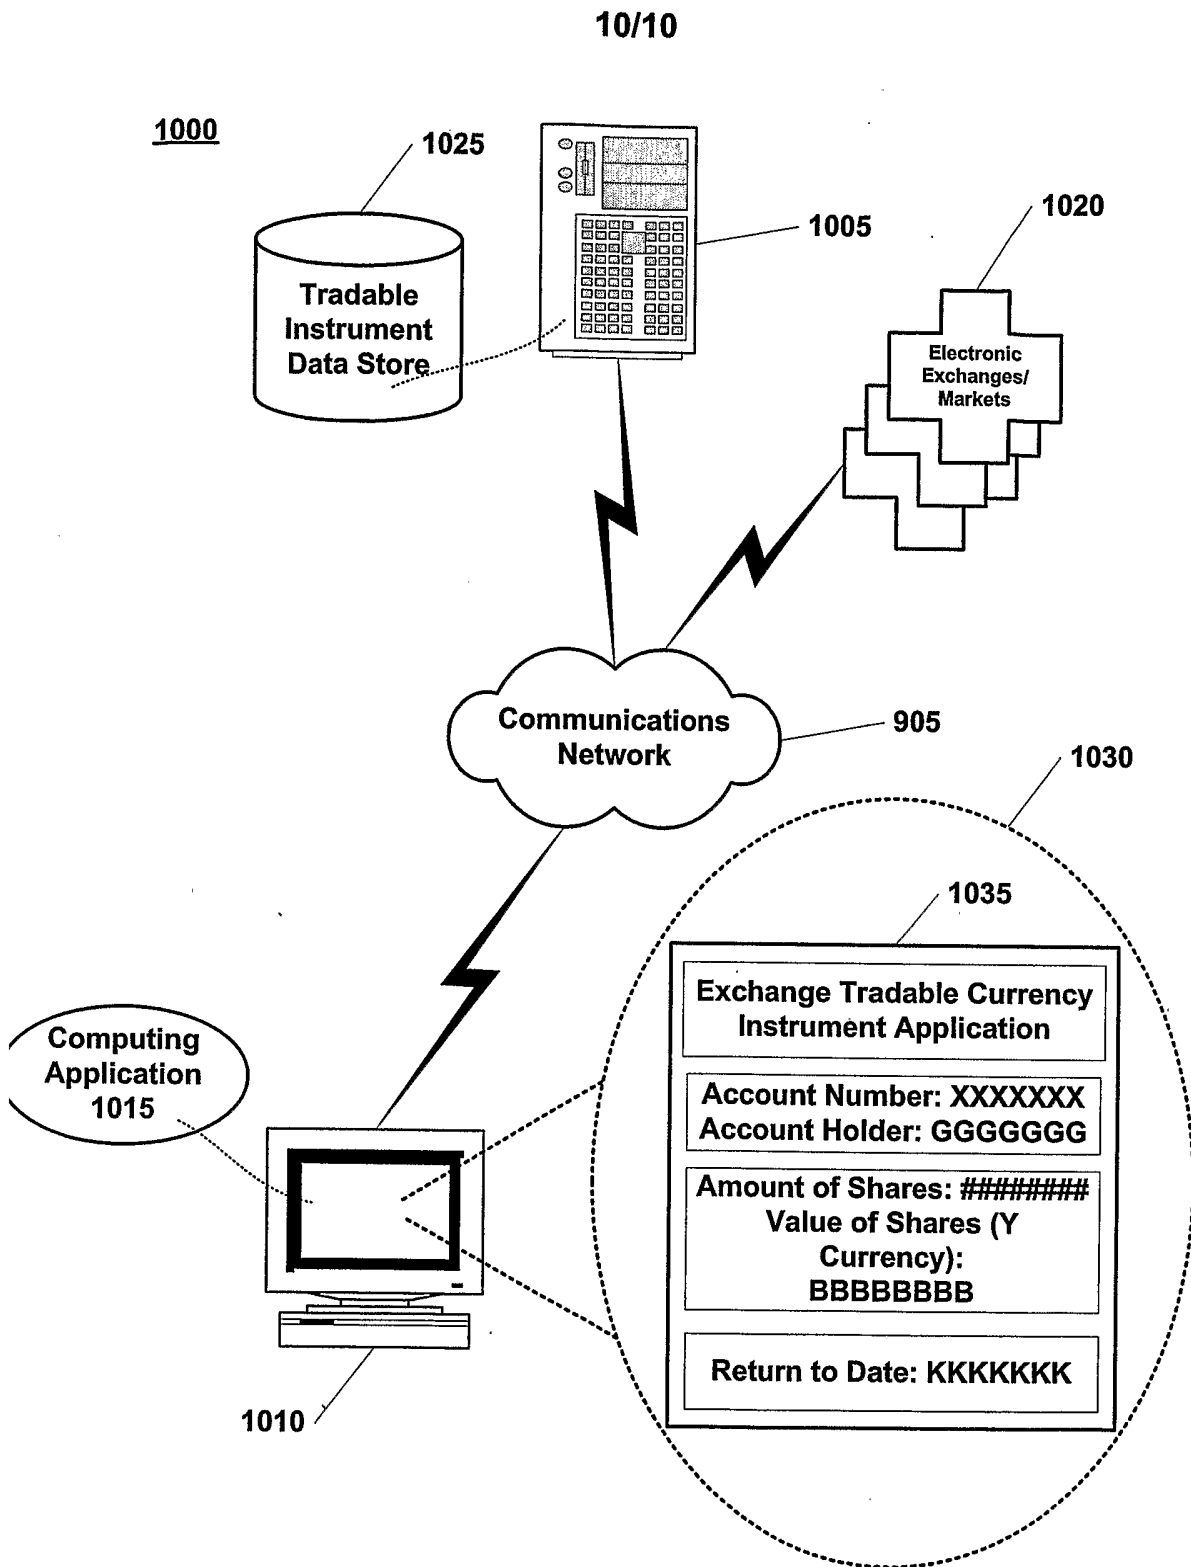 10/10
1000
1025
1005
1020
Tradable
Instrument
Data Store
Electronic
Exchanges/
Markets
Communications
Network
905
1030
1035
Exchange Tradable Currency
Instrument Application
Account Number: XXXXXXX
Account Holder: GGGGGGG
Amount of Shares: ########
Value of Shares (Y
Currency):
BBBBBBBB
Return to Date: KKKKKKK
Computing
Application
1015
1010